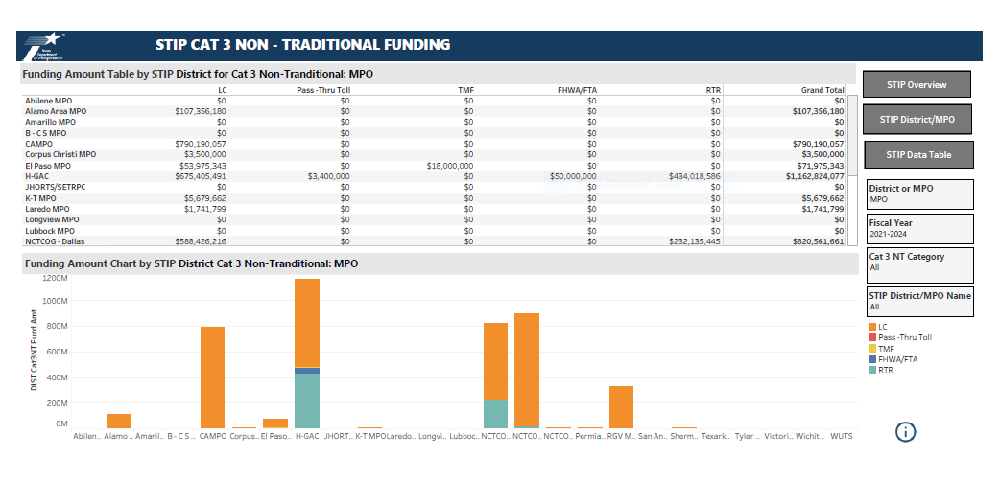 STIP CAT 3 NON - TRADITIONAL FUNDING
Texas
Department
of Transportation
Funding Amount Table by STIP District for Cat 3 Non-Tranditional: MPO
LC Pass -Thru Toll TMF FHWA/FTA RTR Grand Total
Abilene MPO $0 $0 $0 $0 $0 $0
Alamo Area MPO $107,356,180 $0 $0 $0 $0 $107,356,180
Amarillo MPO $0 $0 $0 $0 $0 $0
B - C S MPO $0 $0 $0 $0 $0 $0
CAMPO $790,190,057 $0 $0 $0 $0 $790,190,057
Corpus Christi MPO $3,500,000 $0 $0 $0 $0 $3,500,000
El Paso MPO $53,975,343 $0 $18,000,000 $0 $0 $71,975,343
H-GAC $675,405,491 $3,400,000 $0 $50,000,000 $434,018,586 $1,162,824,077
JHORTS/SETRPC $0 $0 $0 $0 $0 $0
K-T MPO $5,679,662 $0 $0 $0 $0 $5,679,662
Laredo MPO $1,741,799 $0 $0 $0 $0 $1,741,799
Longview MPO $0 $0 $0 $0 $0 $0
Lubbock MPO $0 $0 $0 $0 $0 $0
NCTCOG - Dallas $588,426,216 $0 $0 $0 $232,135,445 $820,561,661
Funding Amount Chart by STIP District Cat 3 Non-Tranditional: MPO
DIST Cat3NT Fund Amt
1200M
1000M
800M
600M
400M
200M
0M
Abilen.. Alamo .. Amaril.. B - C S .. CAMPO Corpus.. El Paso.. H-GAC JHORT.. K-T MPO Laredo.. Longvi.. Lubboc.. NCTCO.. NCTCO.. NCTCO.. Permia.. RGV M.. San An.. Sherm.. Texark.. Tyler .. Victori.. Wichit.. WUTS
STIP Overview
STIP District/MPO
STIP Data Table
District or MPO
MPO
Fiscal Year
2021-2024
Cat 3 NT Category
All
STIP District/MPO Name
All
LC
Pass -Thru Toll
TMF
FHWA/FTA
RTR